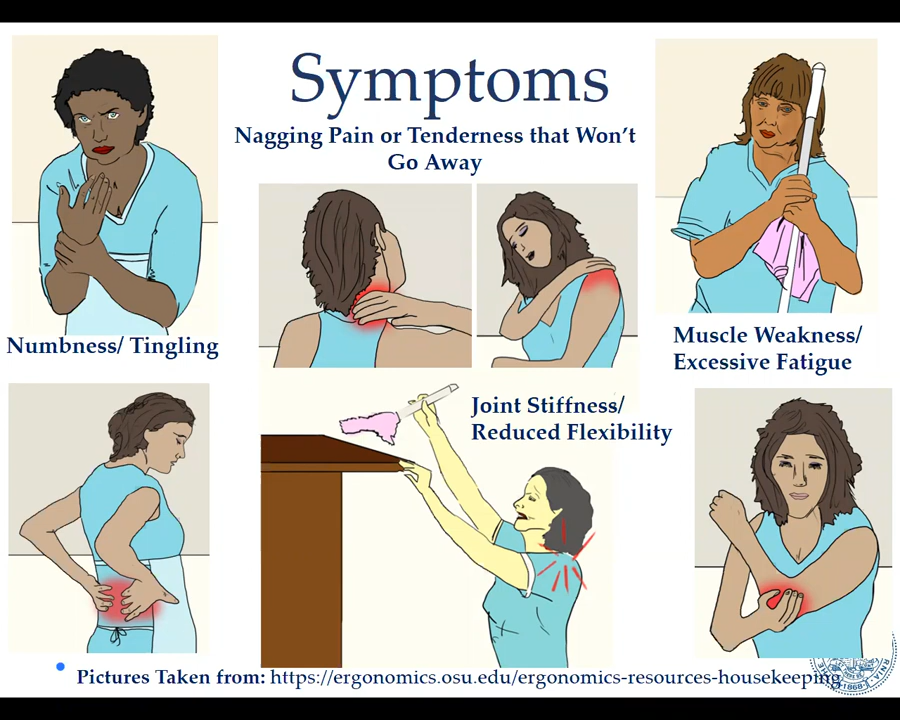 Symptoms
Nagging Pain or Tenderness that Won't
Go Away
Numbness/ Tingling
Muscle Weakness/
Excessive Fatigue
Joint Stiffness/
Reduced Flexibility
Pictures Taken from: https://ergonomics.osu.edu/ergonomics-resources-housekeeping
1868